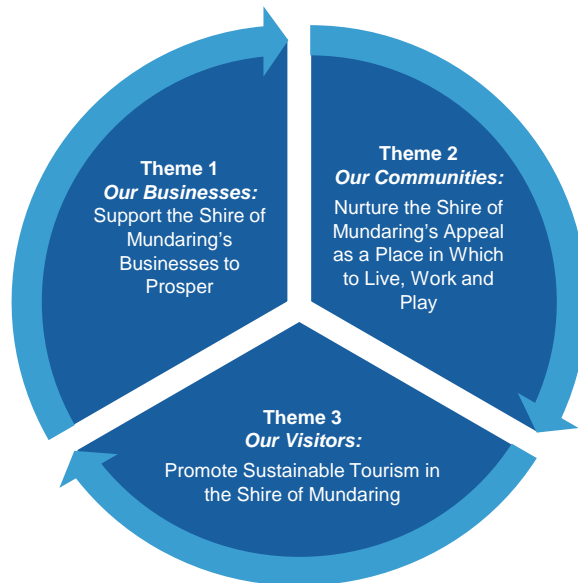 Theme 1
Our Businesses:
Support the Shire of
Mundaring's
Businesses to
Prosper
Theme 2
Our Communities:
Nurture the Shire of
Mundaring's Appeal
as a Place in Which
to Live, Work and
Play
Theme 3
Our Visitors:
Promote Sustainable Tourism in
the Shire of Mundaring